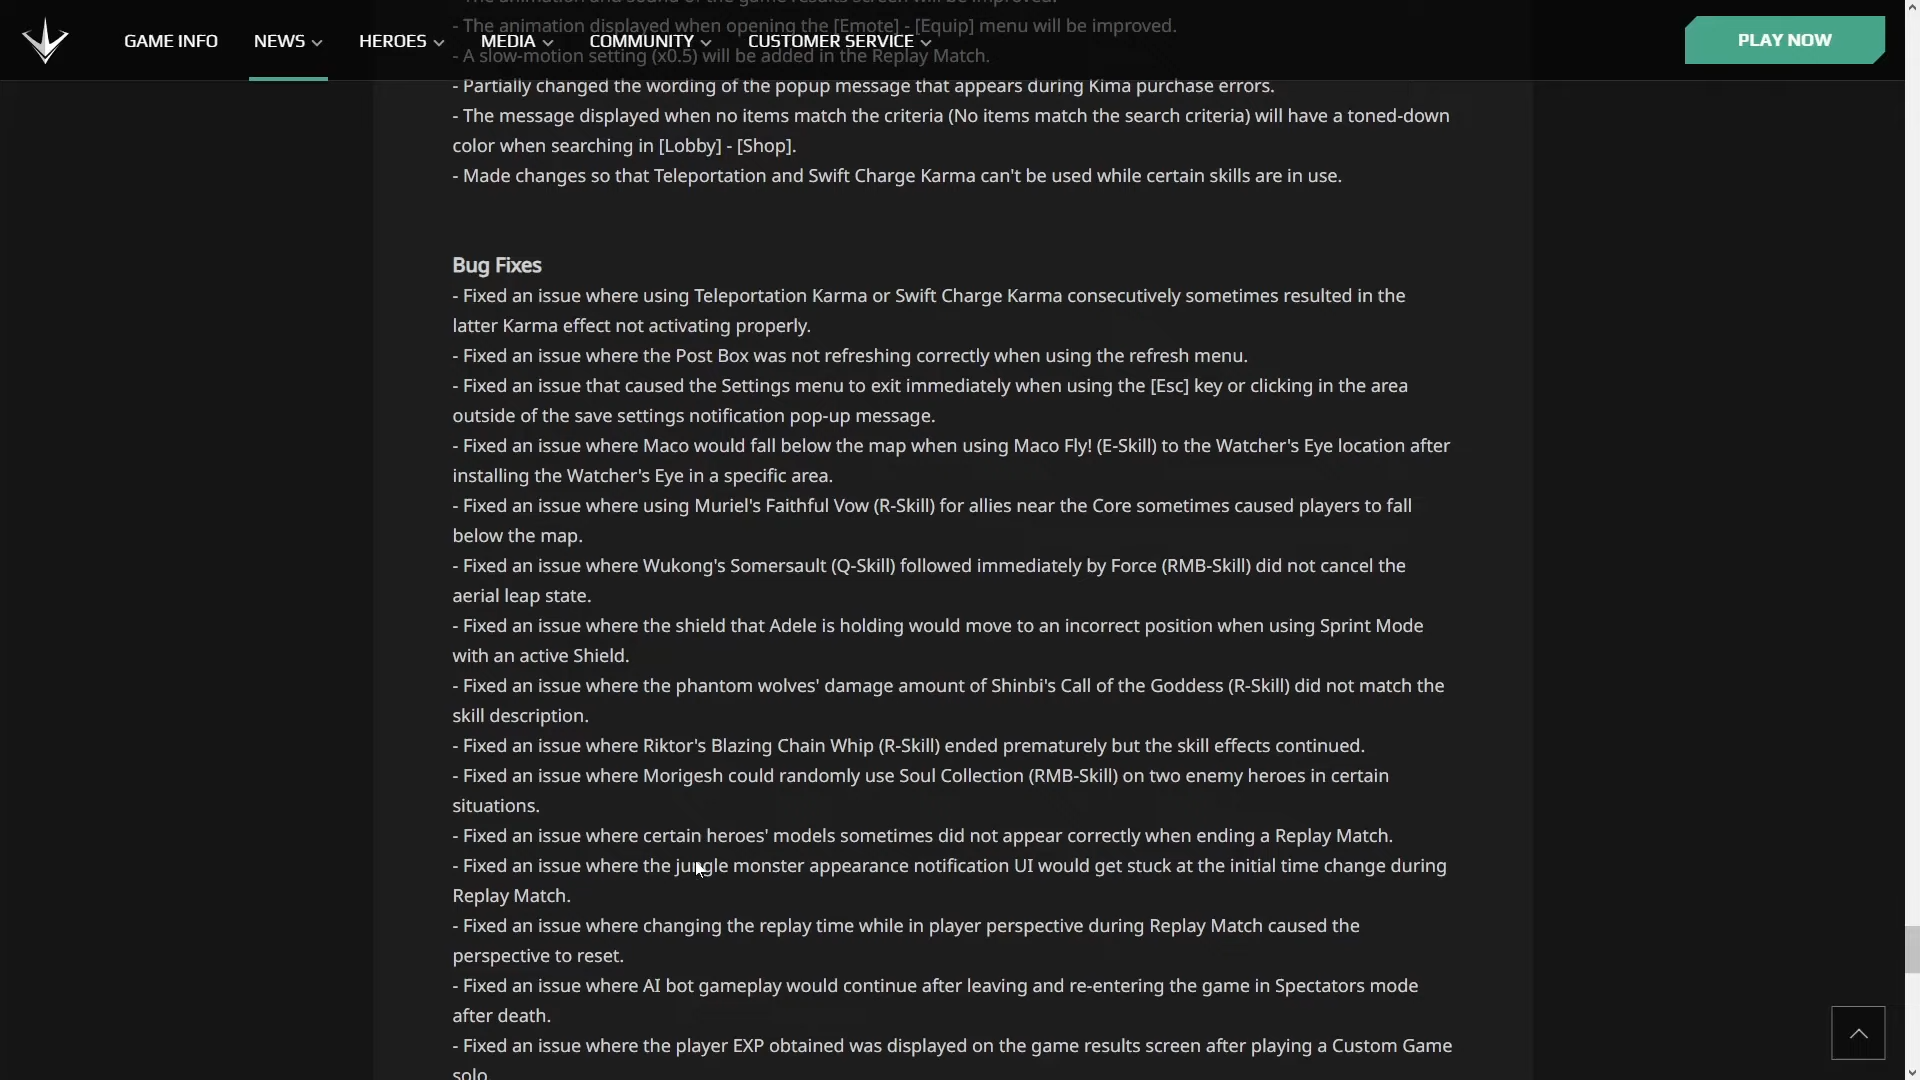 - The animation and sound of the game results screen will be improved.
- The animation displayed when opening the [Emote] - [Equip] menu will be improved.
GAME INFO NEWS HEROES MEDIA COMMUNITY CUSTOMER SERVICE PLAY NOW
- A slow-motion setting (x0.5) will be added in the Replay Match.
- Partially changed the wording of the popup message that appears during Kima purchase errors.
- The message displayed when no items match the criteria (No items match the search criteria) will have a toned-down
color when searching in [Lobby] - [Shop].
- Made changes so that Teleportation and Swift Charge Karma can't be used while certain skills are in use.
Bug Fixes
- Fixed an issue where using Teleportation Karma or Swift Charge Karma consecutively sometimes resulted in the
latter Karma effect not activating properly.
- Fixed an issue where the Post Box was not refreshing correctly when using the refresh menu.
- Fixed an issue that caused the Settings menu to exit immediately when using the [Esc] key or clicking in the area
outside of the save settings notification pop-up message.
- Fixed an issue where Maco would fall below the map when using Maco Fly! (E-Skill) to the Watcher's Eye location after
installing the Watcher's Eye in a specific area.
- Fixed an issue where using Muriel's Faithful Vow (R-Skill) for allies near the Core sometimes caused players to fall
below the map.
- Fixed an issue where Wukong's Somersault (Q-Skill) followed immediately by Force (RMB-Skill) did not cancel the
aerial leap state.
- Fixed an issue where the shield that Adele is holding would move to an incorrect position when using Sprint Mode
with an active Shield.
- Fixed an issue where the phantom wolves' damage amount of Shinbi's Call of the Goddess (R-Skill) did not match the
skill description.
- Fixed an issue where Riktor's Blazing Chain Whip (R-Skill) ended prematurely but the skill effects continued.
- Fixed an issue where Morigesh could randomly use Soul Collection (RMB-Skill) on two enemy heroes in certain
situations.
- Fixed an issue where certain heroes' models sometimes did not appear correctly when ending a Replay Match.
- Fixed an issue where the jungle monster appearance notification UI would get stuck at the initial time change during
Replay Match.
- Fixed an issue where changing the replay time while in player perspective during Replay Match caused the
perspective to reset.
- Fixed an issue where AI bot gameplay would continue after leaving and re-entering the game in Spectators mode
after death.
- Fixed an issue where the player EXP obtained was displayed on the game results screen after playing a Custom Game
solo.